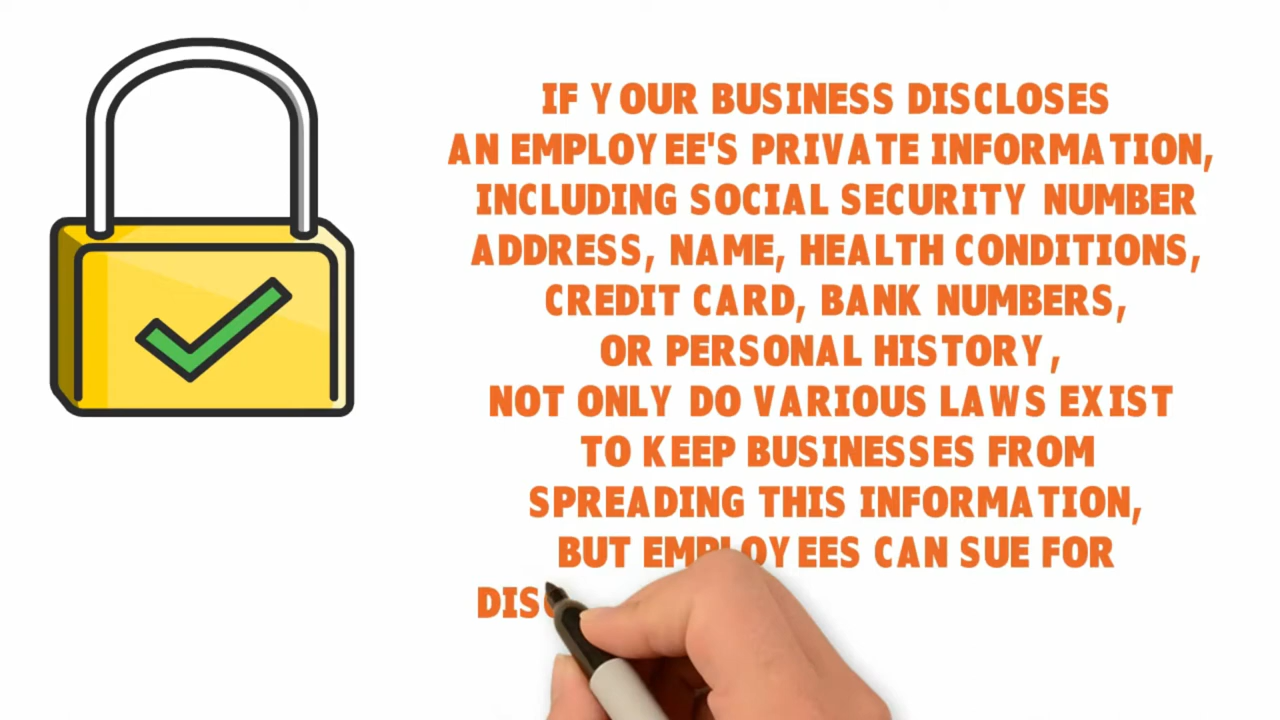 IF YOUR BUSINESS DISCLOSES
AN EMPLOYEE'S PRIVATE INFORMATION,
INCLUDING SOCIAL SECURITY NUMBER
ADDRESS, NAME, HEALTH CONDITIONS,
CREDIT CARD, BANK NUMBERS,
OR PERSONAL HISTORY,
NOT ONLY DO VARIOUS LAWS EXIST
TO KEEP BUSINESSES FROM
SPREADING THIS INFORMATION,
BUT EMPLOYEES CAN SUE FOR